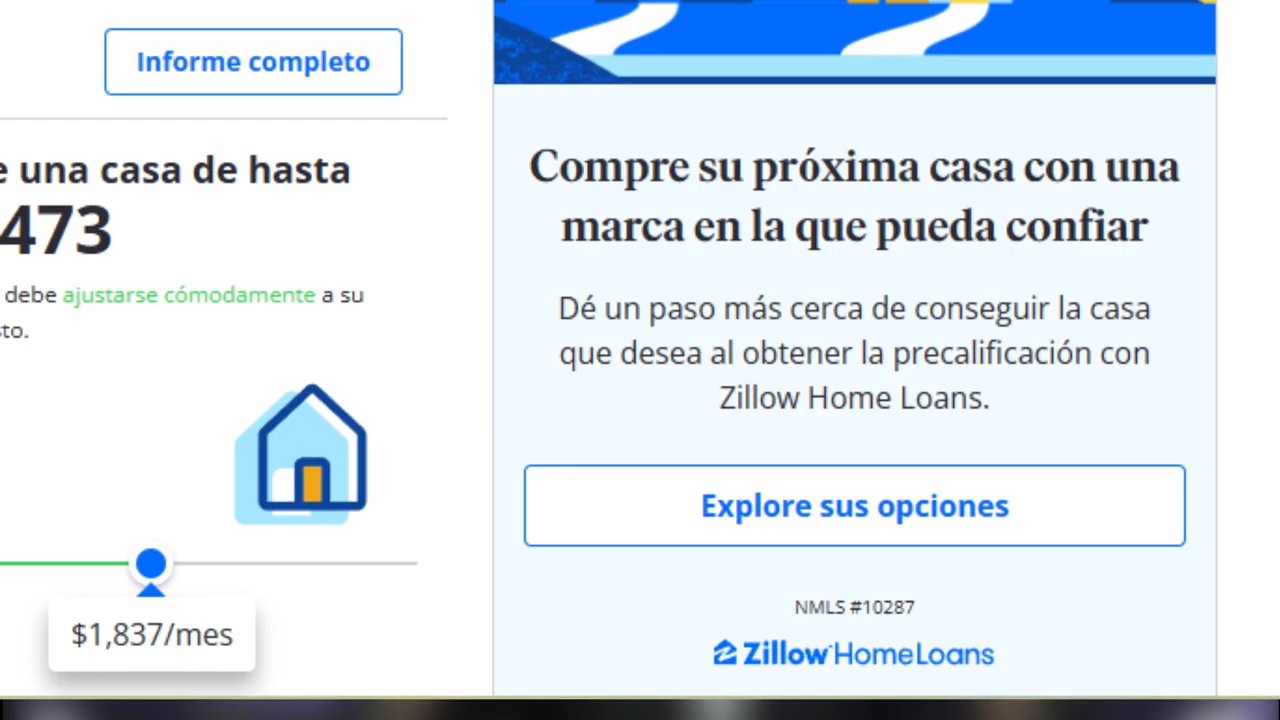 Informe completo
e una casa de hasta
473
debe ajustarse cómodamente a su
sto.
$1,837/mes
Compre su próxima casa con una
marca en la que pueda confiar
Dé un paso más cerca de conseguir la casa
que desea al obtener la precalificación con
Zillow Home Loans.
Explore sus opciones
NMLS #10287
Zillow HomeLoans